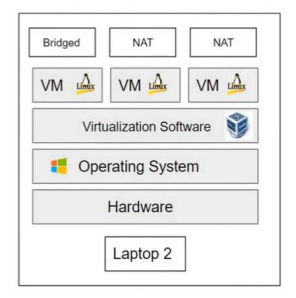 Bridged NAT NAT
VM Linux VM Linux VM Linux
Virtualization Software
Operating System
Hardware
Laptop 2